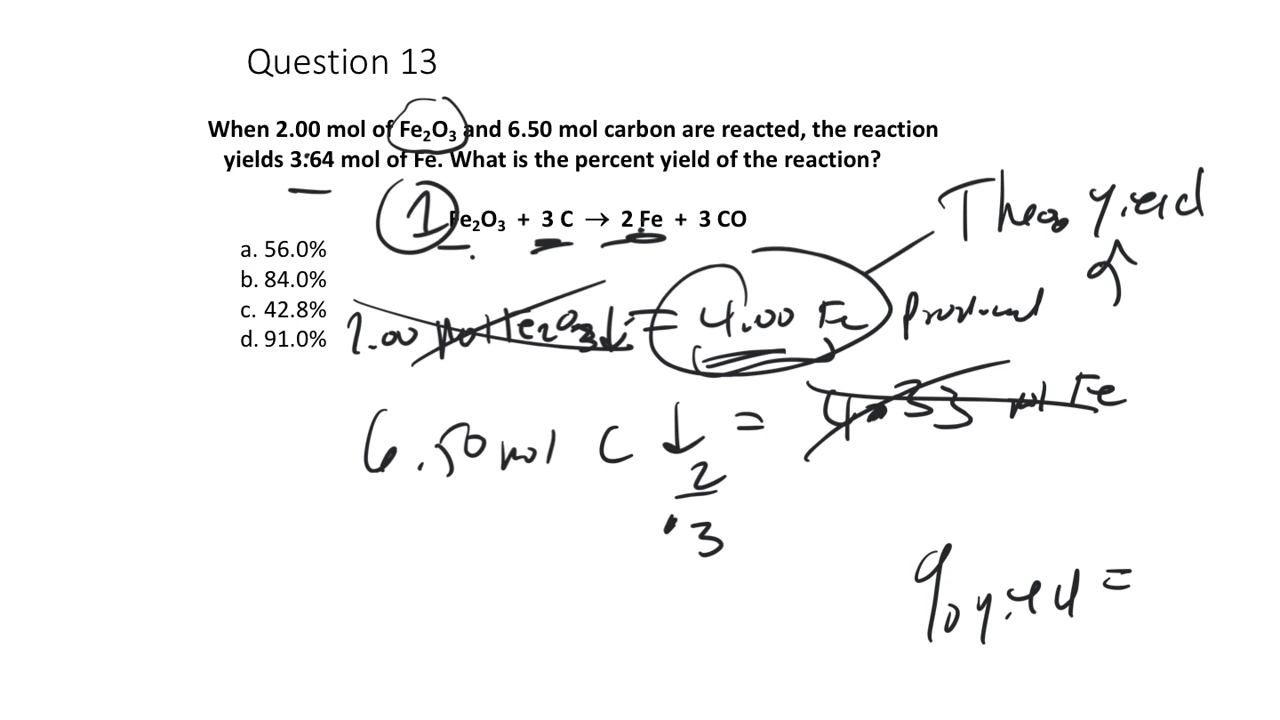 Question 13
When 2.00 mol of Fe₂O₃ and 6.50 mol carbon are reacted, the reaction
yields 3.64 mol of Fe. What is the percent yield of the reaction?
1 Fe₂O₃ + 3 C → 2 Fe + 3 CO
Theo yield
a. 56.0%
b. 84.0%
c. 42.8%
d. 91.0%
2.00 mol Fe₂O₃ ↓ = 4.00 Fe produced
6.50 mol C ↓ = 4.33 mol Fe
2
3
% yield =